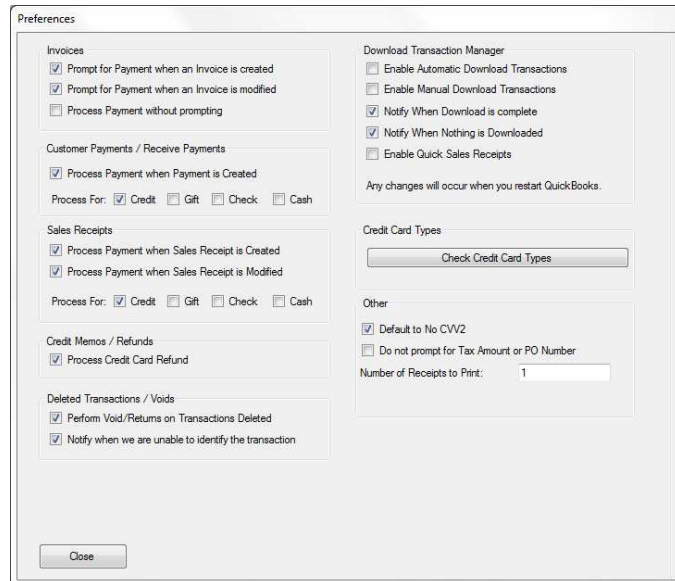 Preferences
Invoices
Prompt for Payment when an Invoice is created
Prompt for Payment when an Invoice is modified
Process Payment without prompting
Customer Payments / Receive Payments
Process Payment when Payment is Created
Process For: Credit Gift Check Cash
Sales Receipts
Process Payment when Sales Receipt is Created
Process Payment when Sales Receipt is Modified
Process For: Credit Gift Check Cash
Credit Memos / Refunds
Process Credit Card Refund
Deleted Transactions / Voids
Perform Void/Returns on Transactions Deleted
Notify when we are unable to identify the transaction
Close
Download Transaction Manager
Enable Automatic Download Transactions
Enable Manual Download Transactions
Notify When Download is complete
Notify When Nothing is Downloaded
Enable Quick Sales Receipts
Any changes will occur when you restart QuickBooks.
Credit Card Types
Check Credit Card Types
Other
Default to No CVV2
Do not prompt for Tax Amount or PO Number
Number of Receipts to Print: 1